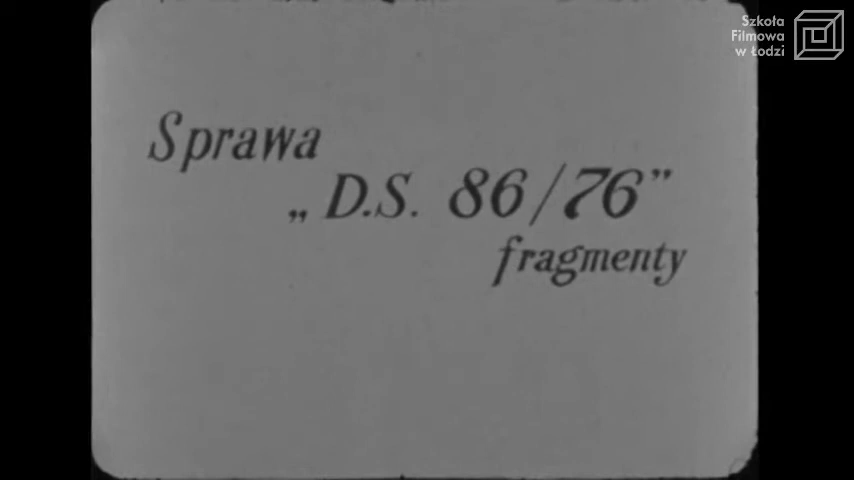 Szkoła
Filmowa
w Łodzi
Sprawa
„D.S. 86/76”
fragmenty